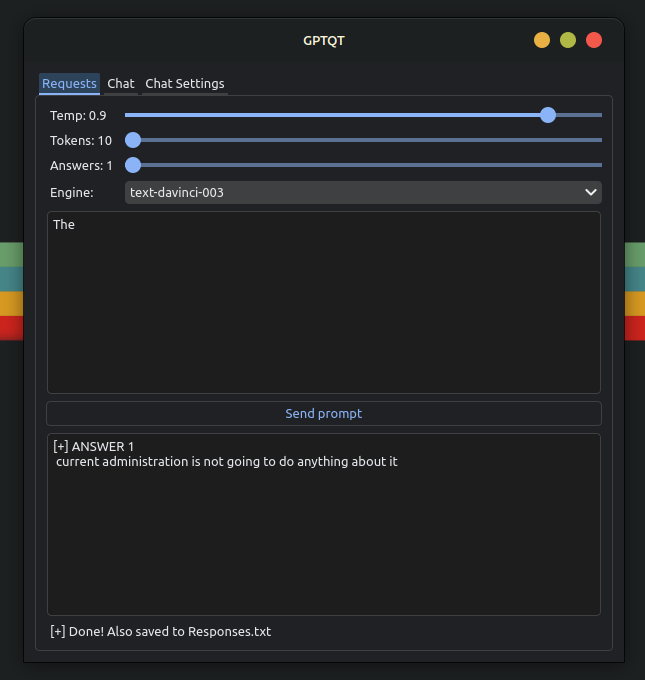 GPTQT
Requests Chat Chat Settings
Temp: 0.9
Tokens: 10
Answers: 1
Engine: text-davinci-003
The
Send prompt
[+] ANSWER 1
current administration is not going to do anything about it
[+] Done! Also saved to Responses.txt